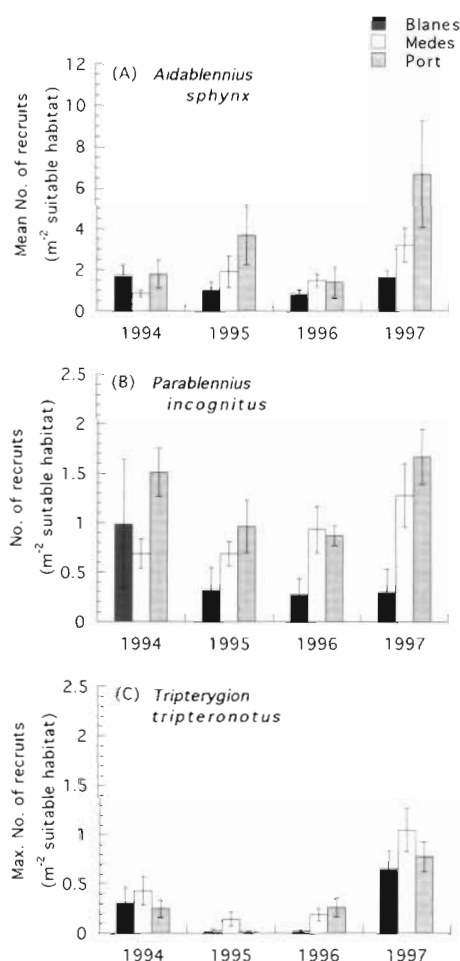 Blanes
Medes
Port
(A) Aidablennius
sphynx
Mean No. of recruits
(m⁻² suitable habitat)
12
10
8
6
4
2
0
1994 1995 1996 1997
(B) Parablennius
incognitus
No. of recruits
(m⁻² suitable habitat)
2.5
2
1.5
1
0.5
0
1994 1995 1996 1997
(C) Tripterygion
tripteronotus
Max. No. of recruits
(m⁻² suitable habitat)
2.5
2
1.5
1
0.5
0
1994 1995 1996 1997